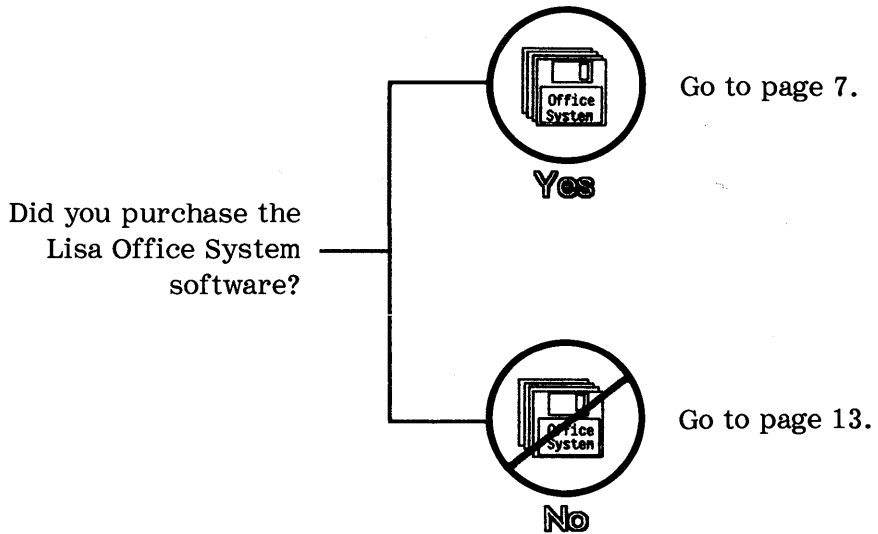 Office
System
Go to page 7.
Yes
Did you purchase the
Lisa Office System
software?
Office
System
Go to page 13.
No